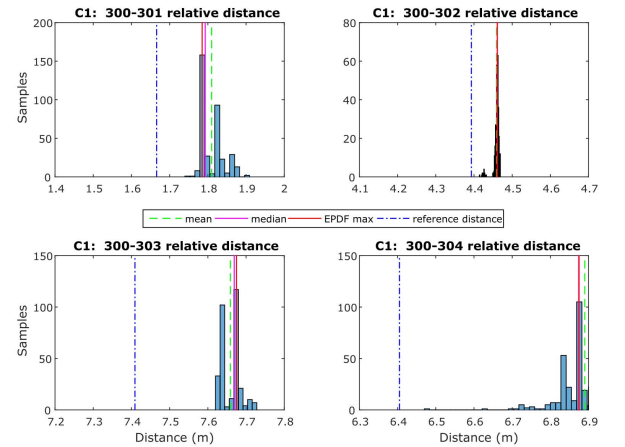 C1: 300-301 relative distance
C1: 300-302 relative distance
200
150
100
50
0
Samples
1.4 1.5 1.6 1.7 1.8 1.9 2
80
60
40
20
0
4.1 4.2 4.3 4.4 4.5 4.6 4.7
mean median EPDF max reference distance
C1: 300-303 relative distance
C1: 300-304 relative distance
150
100
50
0
Samples
7.2 7.3 7.4 7.5 7.6 7.7 7.8
Distance (m)
150
100
50
0
6.3 6.4 6.5 6.6 6.7 6.8 6.9
Distance (m)